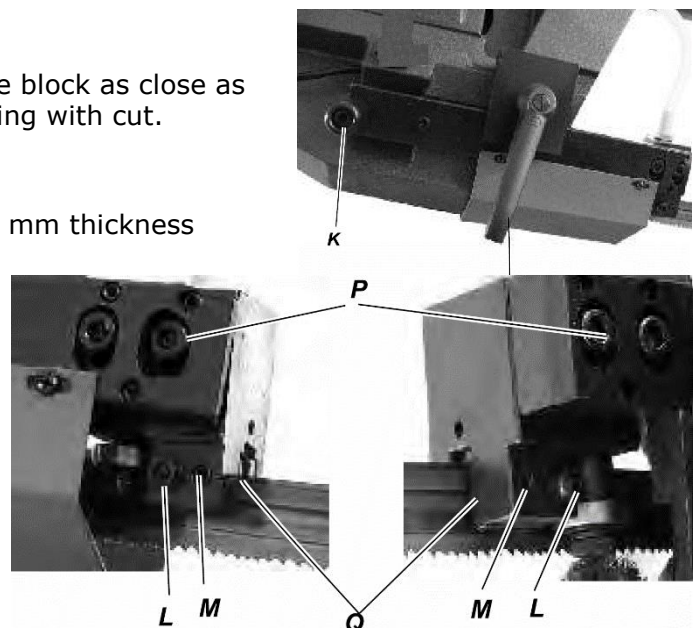 e block as close as
ing with cut.
mm thickness
K
P
L M Q M L